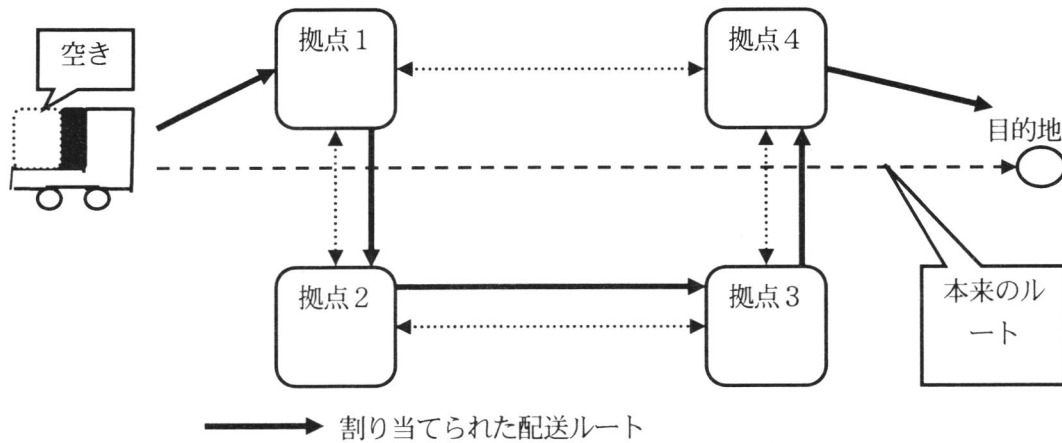 空き
拠点１
拠点４
目的地
拠点２
拠点３
本来のル
ート
割り当てられた配送ルート